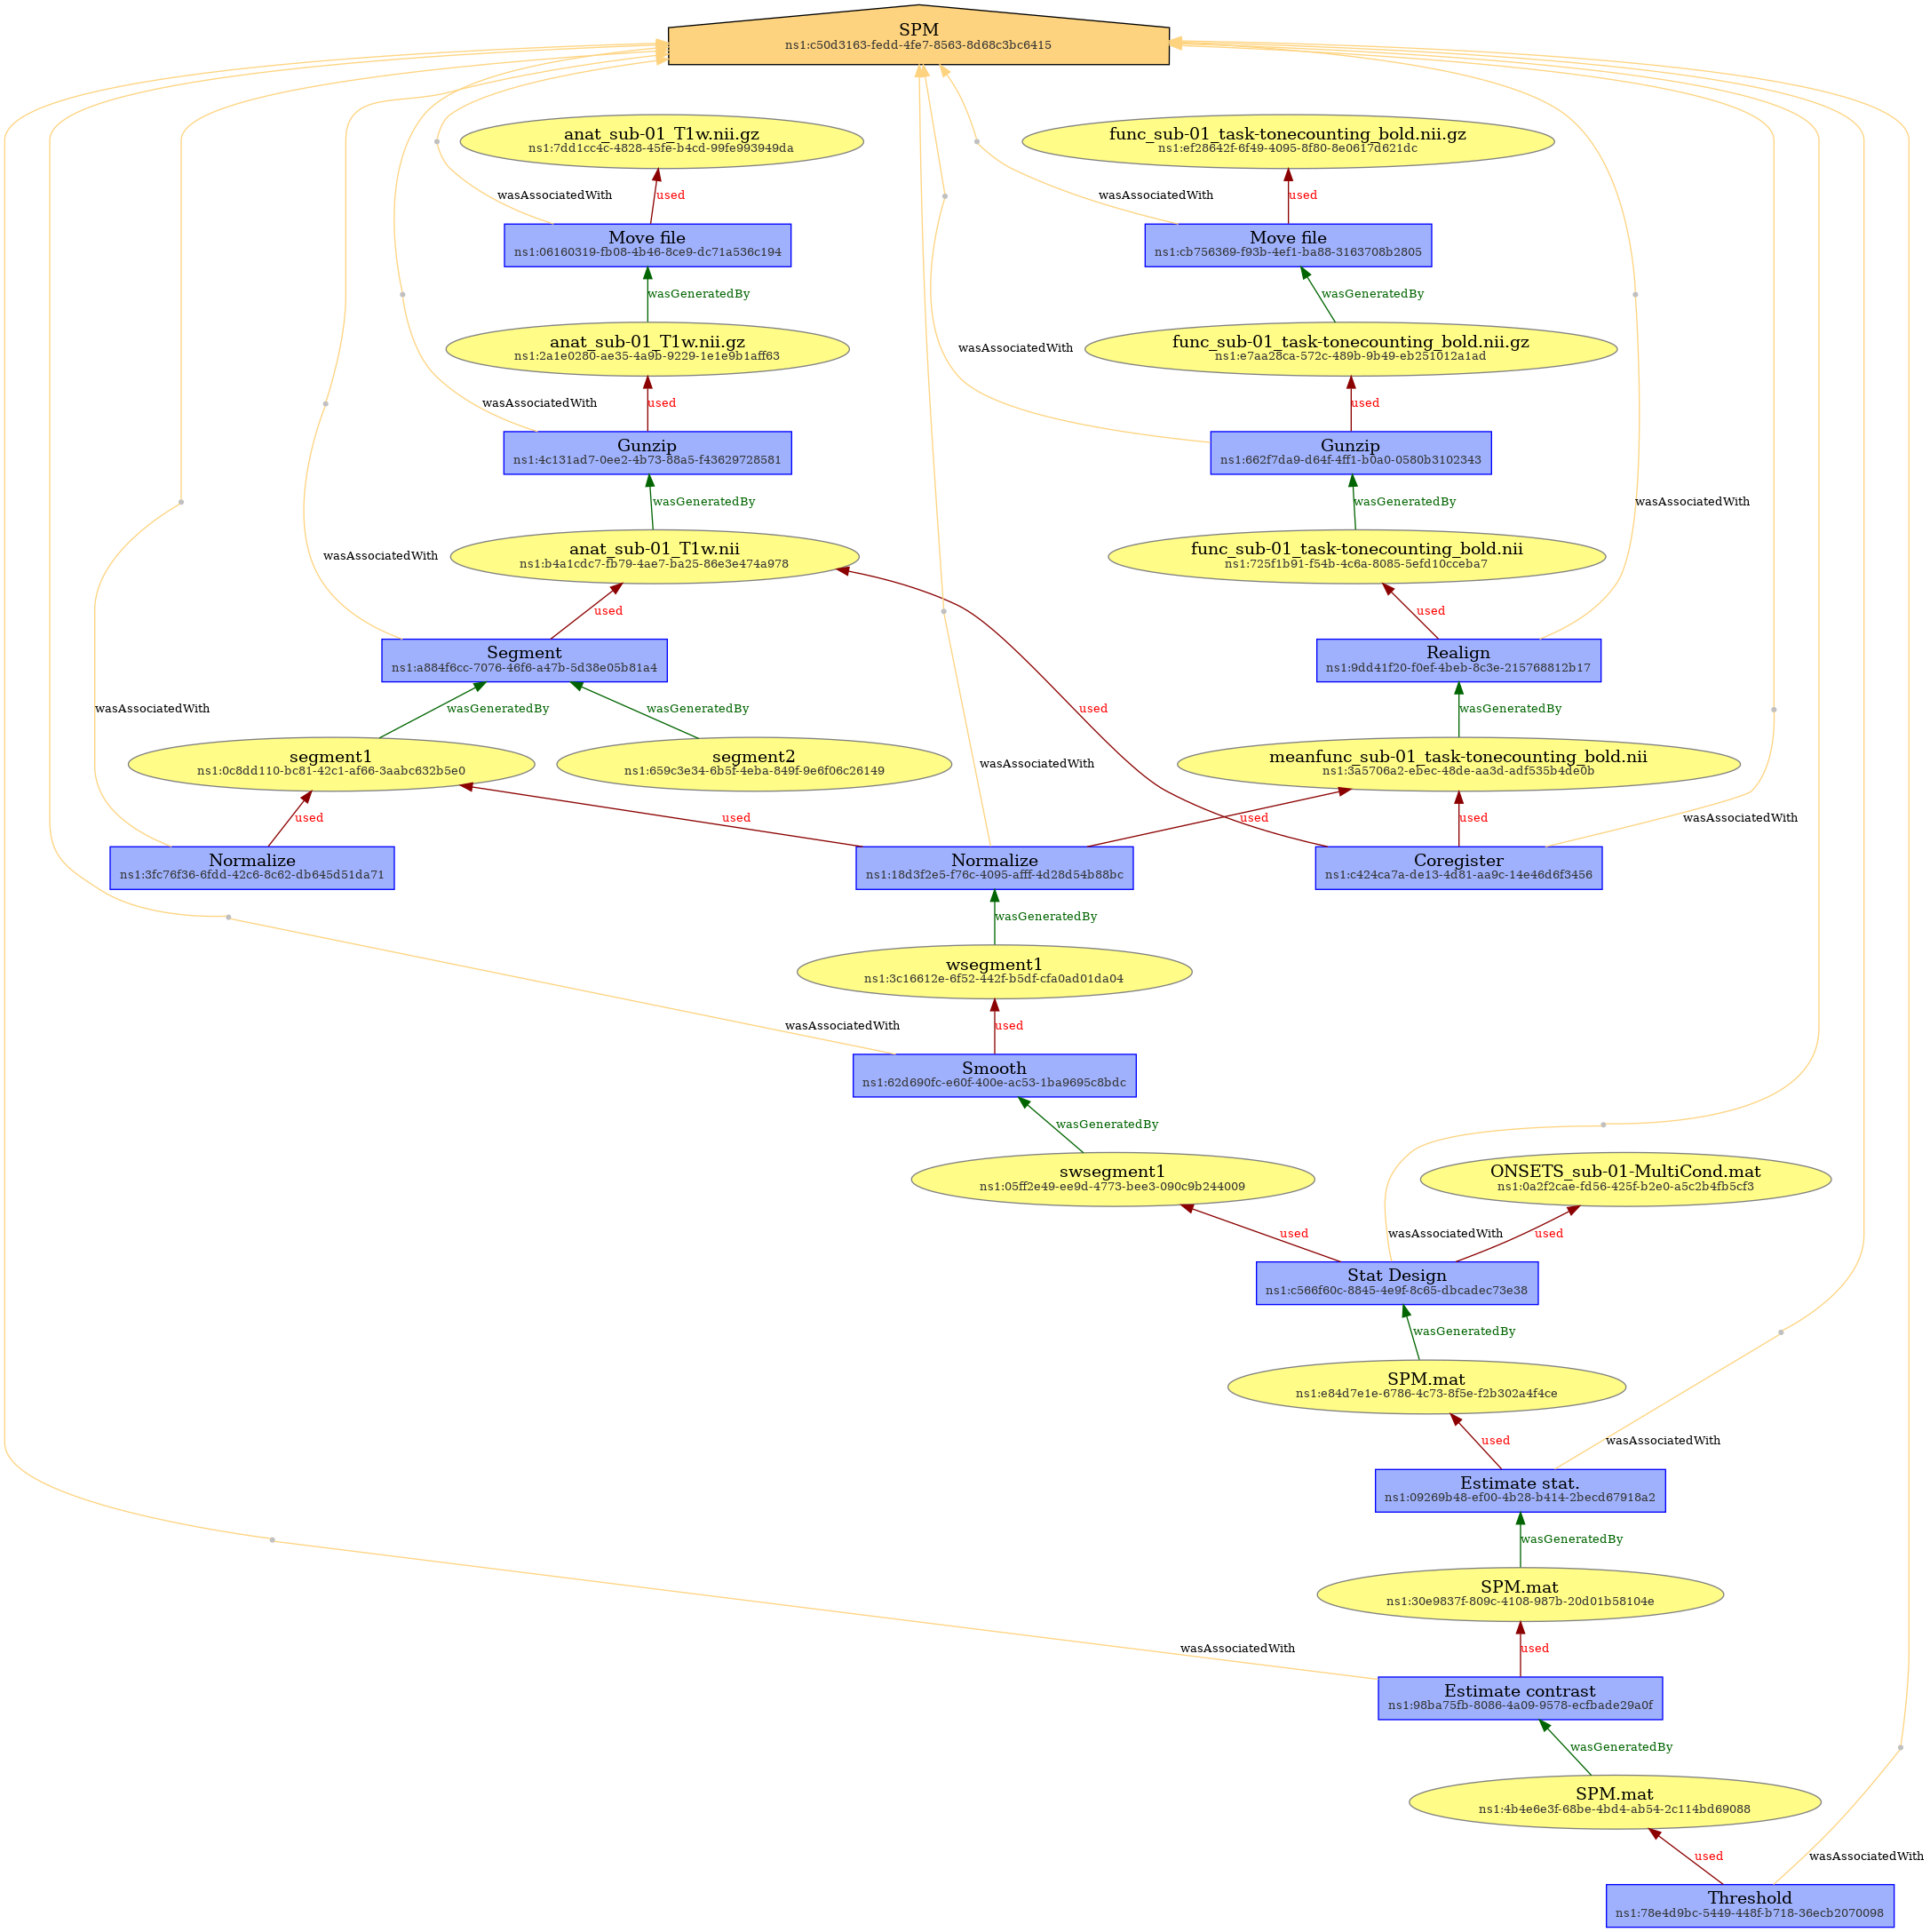 SPM
ns1:c50d3163-fedd-4fe7-8563-8d68c3bc6415
anat_sub-01_T1w.nii.gz
ns1:7dd1cc4c-4828-45fe-b4cd-99fe993949da
func_sub-01_task-tonecounting_bold.nii.gz
ns1:ef28642f-6f49-4095-8f80-8e0617d621dc
wasAssociatedWith
used
wasAssociatedWith
used
Move file
ns1:06160319-fb08-4b46-8ce9-dc71a536c194
Move file
ns1:cb756369-f93b-4ef1-ba88-3163708b2805
wasGeneratedBy
wasGeneratedBy
anat_sub-01_T1w.nii.gz
ns1:2a1e0280-ae35-4a9b-9229-1e1e9b1aff63
wasAssociatedWith
func_sub-01_task-tonecounting_bold.nii.gz
ns1:e7aa28ca-572c-489b-9b49-eb251012a1ad
wasAssociatedWith
used
used
Gunzip
ns1:4c131ad7-0ee2-4b73-88a5-f43629728581
Gunzip
ns1:662f7da9-d64f-4ff1-b0a0-0580b3102343
wasGeneratedBy
wasGeneratedBy
wasAssociatedWith
wasAssociatedWith
anat_sub-01_T1w.nii
ns1:b4a1cdc7-fb79-4ae7-ba25-86e3e474a978
func_sub-01_task-tonecounting_bold.nii
ns1:725f1b91-f54b-4c6a-8085-5efd10cceba7
used
used
Segment
ns1:a884f6cc-7076-46f6-a47b-5d38e05b81a4
Realign
ns1:9dd41f20-f0ef-4beb-8c3e-215768812b17
wasAssociatedWith
wasGeneratedBy
wasGeneratedBy
used
wasGeneratedBy
segment1
ns1:0c8dd110-bc81-42c1-af66-3aabc632b5e0
segment2
ns1:659c3e34-6b5f-4eba-849f-9e6f06c26149
wasAssociatedWith
meanfunc_sub-01_task-tonecounting_bold.nii
ns1:3a5706a2-ebec-48de-aa3d-adf535b4de0b
used
used
used
used
wasAssociatedWith
Normalize
ns1:3fc76f36-6fdd-42c6-8c62-db645d51da71
Normalize
ns1:18d3f2e5-f76c-4095-afff-4d28d54b88bc
Coregister
ns1:c424ca7a-de13-4d81-aa9c-14e46d6f3456
wasGeneratedBy
wsegment1
ns1:3c16612e-6f52-442f-b5df-cfa0ad01da04
wasAssociatedWith
used
Smooth
ns1:62d690fc-e60f-400e-ac53-1ba9695c8bdc
wasGeneratedBy
swsegment1
ns1:05ff2e49-ee9d-4773-bee3-090c9b244009
ONSETS_sub-01-MultiCond.mat
ns1:0a2f2cae-fd56-425f-b2e0-a5c2b4fb5cf3
used
wasAssociatedWith
used
Stat Design
ns1:c566f60c-8845-4e9f-8c65-dbcadec73e38
wasGeneratedBy
SPM.mat
ns1:e84d7e1e-6786-4c73-8f5e-f2b302a4f4ce
used
wasAssociatedWith
Estimate stat.
ns1:09269b48-ef00-4b28-b414-2becd67918a2
wasGeneratedBy
SPM.mat
ns1:30e9837f-809c-4108-987b-20d01b58104e
wasAssociatedWith
used
Estimate contrast
ns1:98ba75fb-8086-4a09-9578-ecfbade29a0f
wasGeneratedBy
SPM.mat
ns1:4b4e6e3f-68be-4bd4-ab54-2c114bd69088
used
wasAssociatedWith
Threshold
ns1:78e4d9bc-5449-448f-b718-36ecb2070098